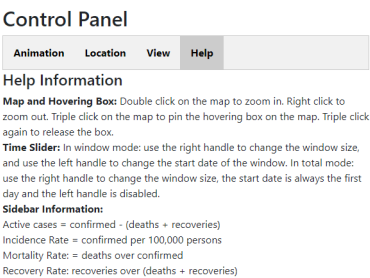 Control Panel
Animation Location View Help
Help Information
Map and Hovering Box: Double click on the map to zoom in. Right click to
zoom out. Triple click on the map to pin the hovering box on the map. Triple click
again to release the box.
Time Slider: In window mode: use the right handle to change the window size,
and use the left handle to change the start date of the window. In total mode:
use the right handle to change the window size, the start date is always the first
day and the left handle is disabled.
Sidebar Information:
Active cases = confirmed - (deaths + recoveries)
Incidence Rate = confirmed per 100,000 persons
Mortality Rate: = deaths over confirmed
Recovery Rate: recoveries over (deaths + recoveries)